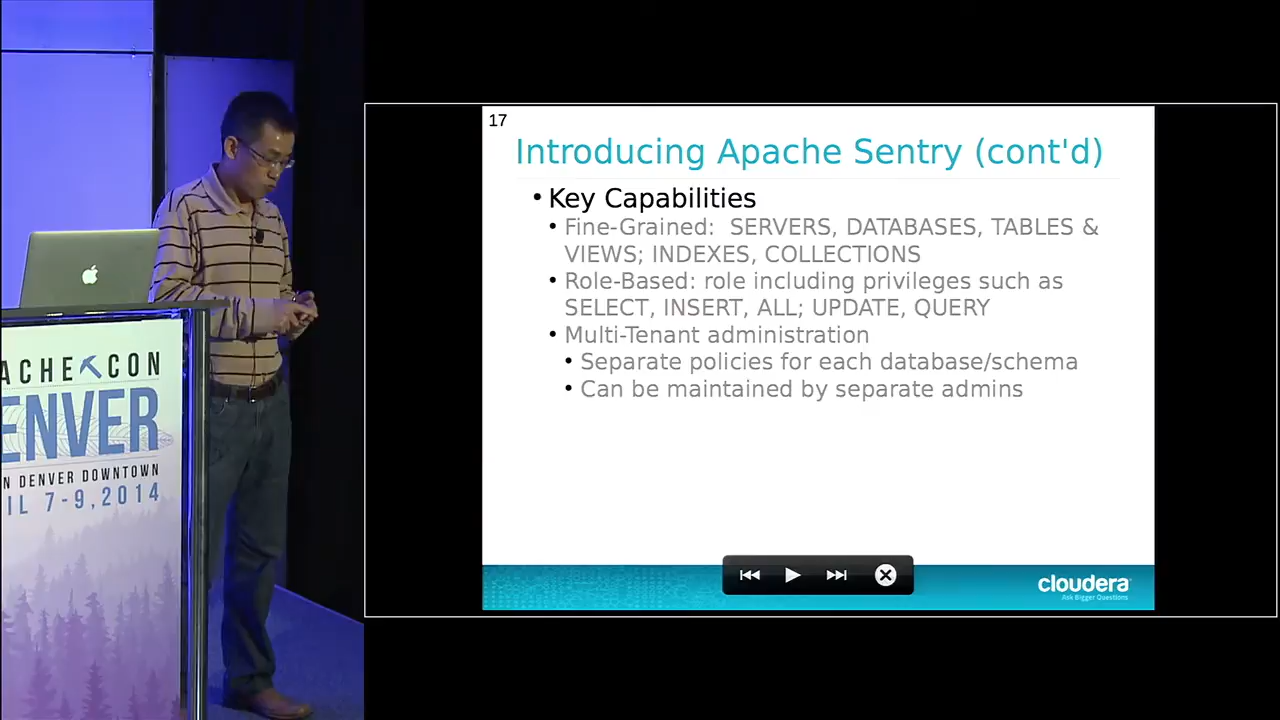 ACHE CON
ENVER
N DENVER DOWNTOWN
IL 7-9, 2014
17
Introducing Apache Sentry (cont'd)
• Key Capabilities
• Fine-Grained: SERVERS, DATABASES, TABLES &
VIEWS; INDEXES, COLLECTIONS
• Role-Based: role including privileges such as
SELECT, INSERT, ALL; UPDATE, QUERY
• Multi-Tenant administration
• Separate policies for each database/schema
• Can be maintained by separate admins
cloudera
Ask Bigger Questions